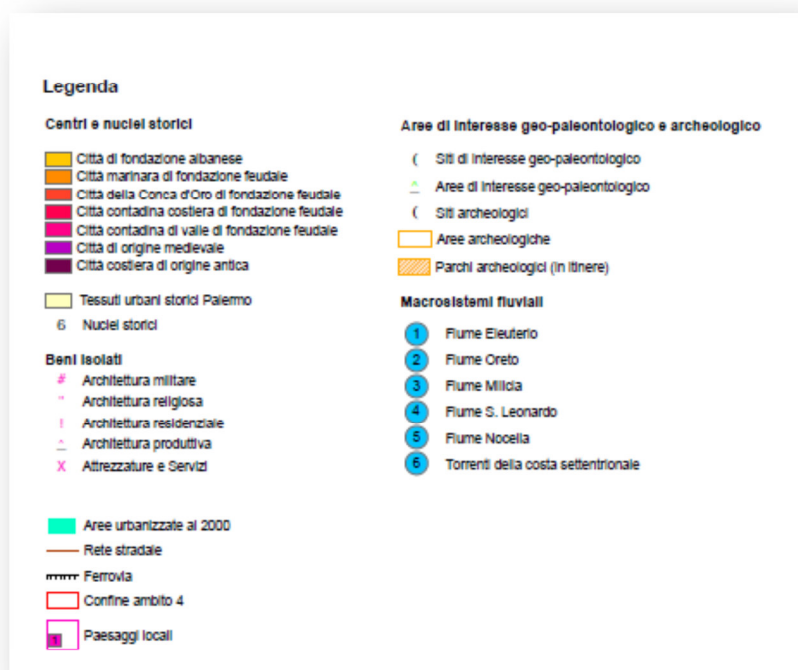 Legenda
Centri e nuclei storici
Città di fondazione albanese
Città marinara di fondazione feudale
Città della Conca d'Oro di fondazione feudale
Città contadina costiera di fondazione feudale
Città contadina di valle di fondazione feudale
Città di origine medievale
Città costiera di origine antica
Tessuti urbani storici Palermo
6 Nuclei storici
Beni isolati
# Architettura militare
" Architettura religiosa
! Architettura residenziale
^ Architettura produttiva
X Attrezzature e Servizi
Aree urbanizzate al 2000
Rete stradale
Ferrovia
Confine ambito 4
1 Paesaggi locali
Aree di interesse geo-paleontologico e archeologico
( Siti di interesse geo-paleontologico
^ Aree di interesse geo-paleontologico
( Siti archeologici
Aree archeologiche
Parchi archeologici (in itinere)
Macrosistemi fluviali
1 Fiume Eleuterio
2 Fiume Oreto
3 Fiume Milicia
4 Fiume S. Leonardo
5 Fiume Nocella
6 Torrenti della costa settentrionale